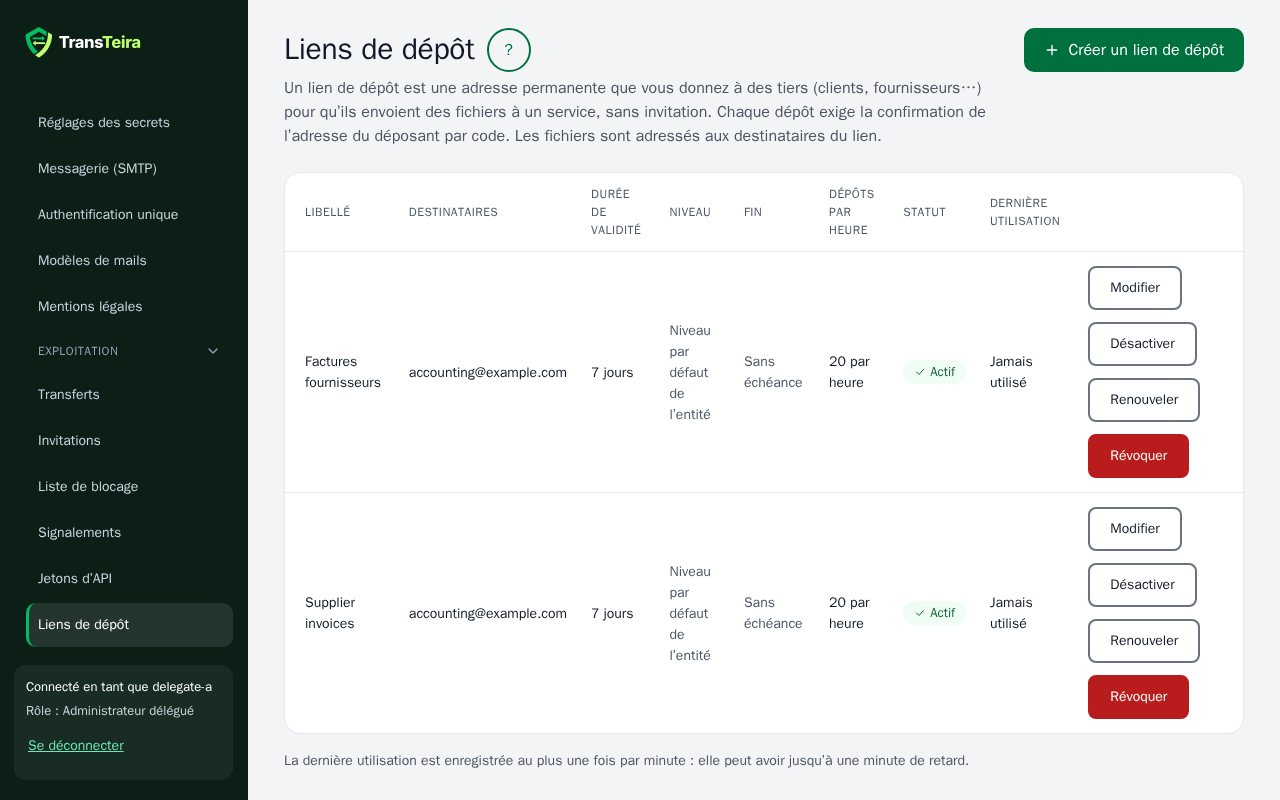 TransTeira
Réglages des secrets
Messagerie (SMTP)
Authentification unique
Modèles de mails
Mentions légales
EXPLOITATION
Transferts
Invitations
Liste de blocage
Signalements
Jetons d'API
Liens de dépôt
Connecté en tant que delegate-a
Rôle : Administrateur délégué
Se déconnecter
Liens de dépôt ?
+ Créer un lien de dépôt
Un lien de dépôt est une adresse permanente que vous donnez à des tiers (clients, fournisseurs…)
pour qu'ils envoient des fichiers à un service, sans invitation. Chaque dépôt exige la confirmation de
l'adresse du déposant par code. Les fichiers sont adressés aux destinataires du lien.
LIBELLÉ
DESTINATAIRES
DURÉE
DE
VALIDITÉ
NIVEAU
FIN
DÉPÔTS
PAR
HEURE
STATUT
DERNIÈRE
UTILISATION
Factures
fournisseurs
accounting@example.com
7 jours
Niveau
par
défaut
de
l'entité
Sans
échéance
20 par
heure
✓ Actif
Jamais
utilisé
Modifier
Désactiver
Renouveler
Révoquer
Supplier
invoices
accounting@example.com
7 jours
Niveau
par
défaut
de
l'entité
Sans
échéance
20 par
heure
✓ Actif
Jamais
utilisé
Modifier
Désactiver
Renouveler
Révoquer
La dernière utilisation est enregistrée au plus une fois par minute : elle peut avoir jusqu'à une minute de retard.